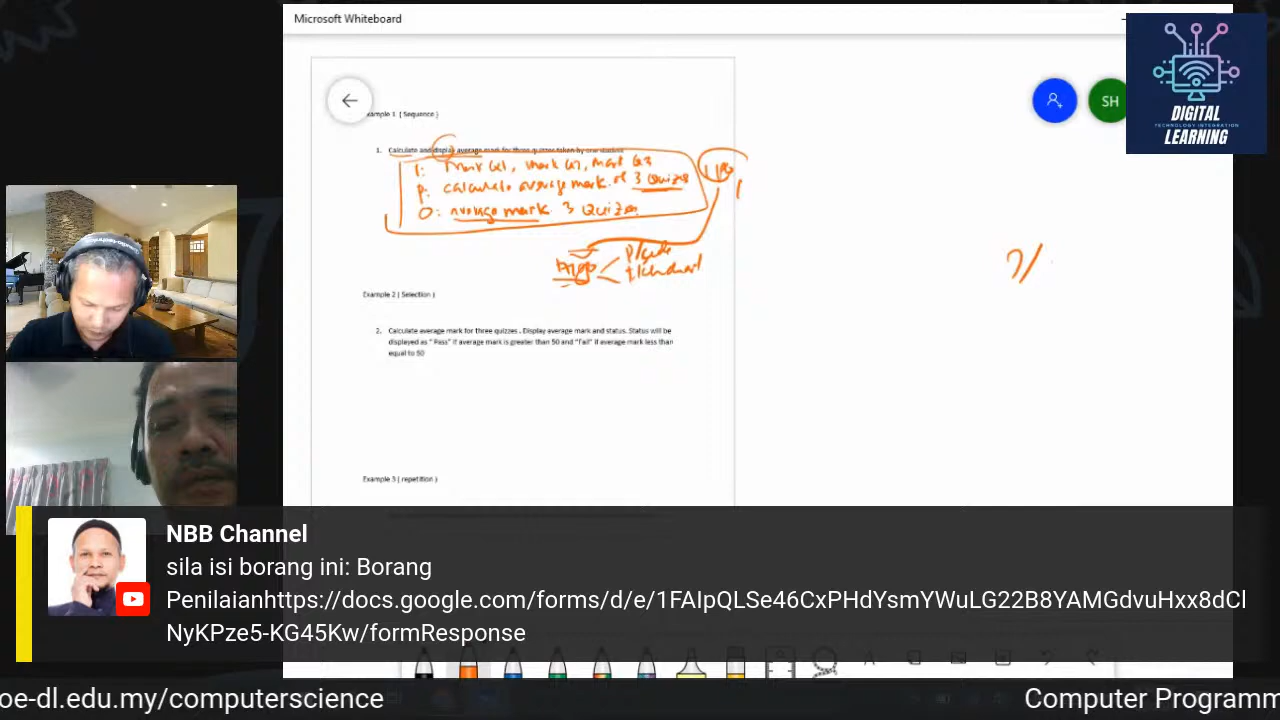 Microsoft Whiteboard
SH
DIGITAL
TECHNOLOGY INTEGRATION
LEARNING
Example 1 ( Sequence )
1. Calculate and display average mark for three quizzes taken by one student
I: mark Q1, mark Q2, mark Q3
P: calculate average mark of 3 Quizzes
O: average mark 3 Quizzes
Example 2 ( Selection )
2. Calculate average mark for three quizzes . Display average mark and status. Status will be
displayed as " Pass" if average mark is greater than 50 and "Fail" if average mark less than
equal to 50
Example 3 ( repetition )
NBB Channel
sila isi borang ini: Borang
Penilaianhttps://docs.google.com/forms/d/e/1FAIpQLSe46CxPHdYsmYWuLG22B8YAMGdvuHxx8dCl
NyKPze5-KG45Kw/formResponse
oe-dl.edu.my/computerscience
Computer Programm